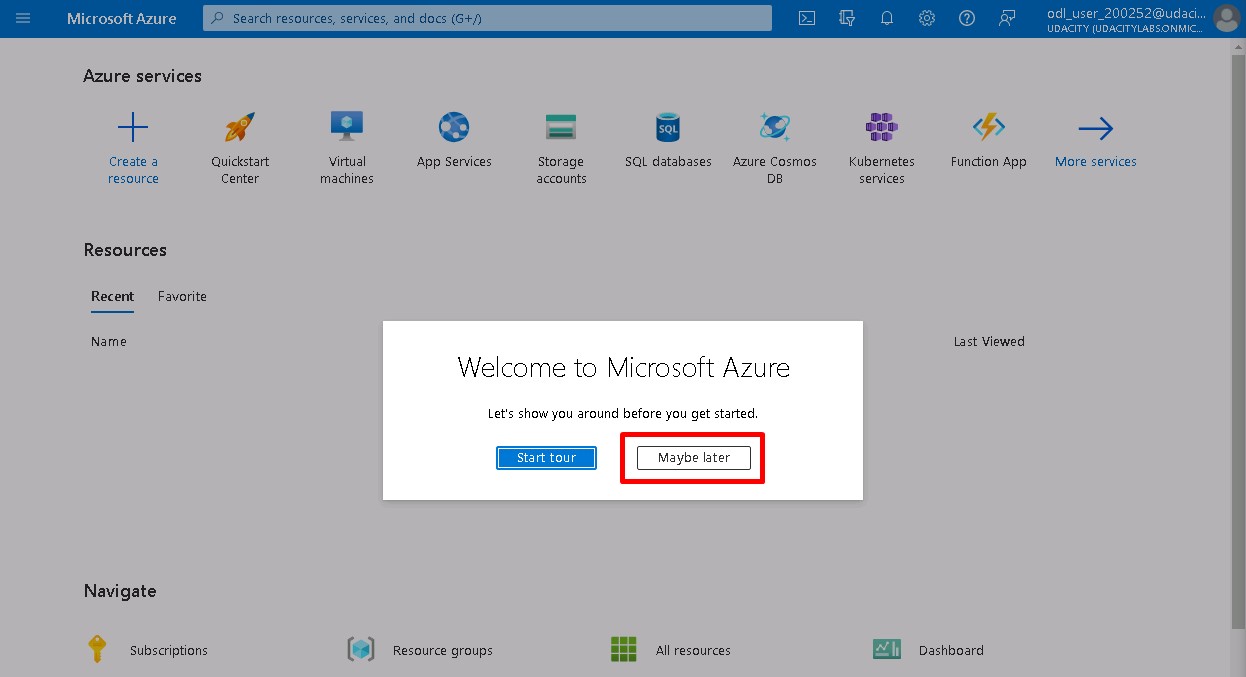 Microsoft Azure
Search resources, services, and docs (G+/)
odl_user_200252@udaci...
UDACITY (UDACITYLABS.ONMIC...
Azure services
Create a
resource
Quickstart
Center
Virtual
machines
App Services
Storage
accounts
SQL
SQL databases
Azure Cosmos
DB
Kubernetes
services
Function App
More services
Resources
Recent
Favorite
Name
Last Viewed
Welcome to Microsoft Azure
Let's show you around before you get started.
Start tour
Maybe later
Navigate
Subscriptions
Resource groups
All resources
Dashboard